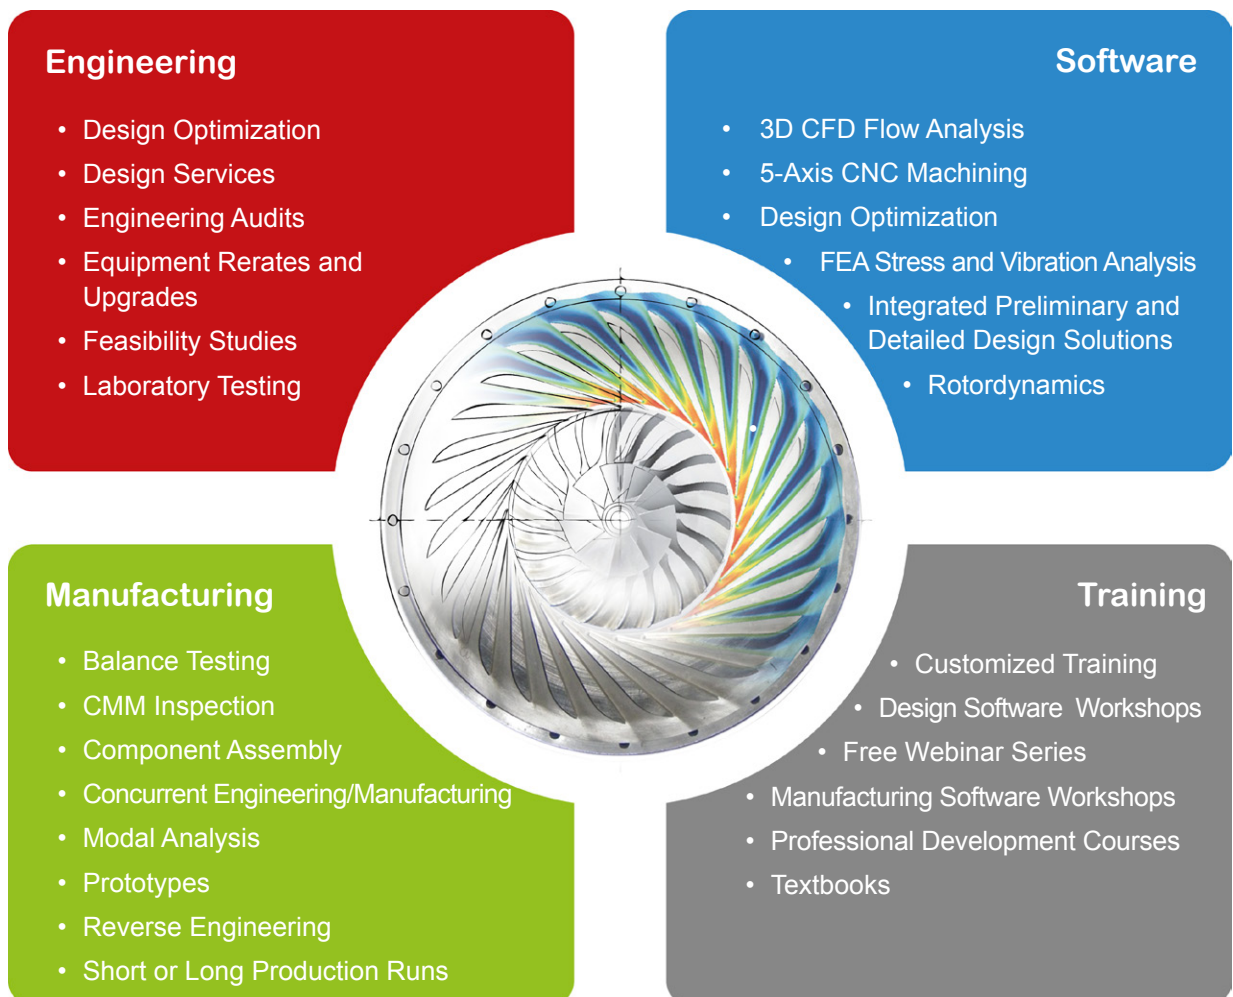 Engineering
• Design Optimization
• Design Services
• Engineering Audits
• Equipment Rerates and
Upgrades
• Feasibility Studies
• Laboratory Testing
Software
• 3D CFD Flow Analysis
• 5-Axis CNC Machining
• Design Optimization
• FEA Stress and Vibration Analysis
• Integrated Preliminary and
Detailed Design Solutions
• Rotordynamics
Manufacturing
• Balance Testing
• CMM Inspection
• Component Assembly
• Concurrent Engineering/Manufacturing
• Modal Analysis
• Prototypes
• Reverse Engineering
• Short or Long Production Runs
Training
• Customized Training
• Design Software Workshops
• Free Webinar Series
• Manufacturing Software Workshops
• Professional Development Courses
• Textbooks